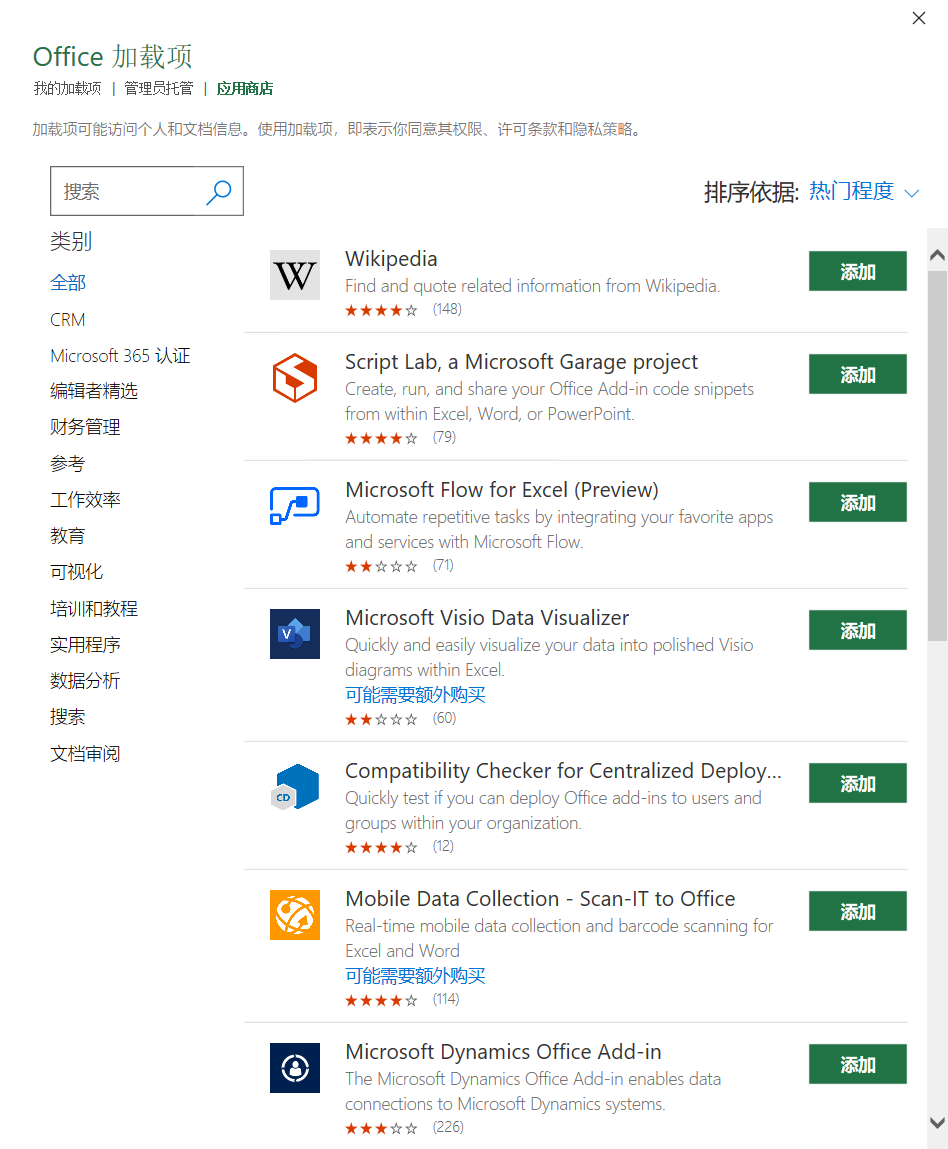 Office 加载项
我的加载项 | 管理员托管 | 应用商店
加载项可能访问个人和文档信息。使用加载项，即表示你同意其权限、许可条款和隐私策略。
搜索
排序依据: 热门程度
类别
全部
CRM
Microsoft 365 认证
编辑者精选
财务管理
参考
工作效率
教育
可视化
培训和教程
实用程序
数据分析
搜索
文档审阅
W
Wikipedia
Find and quote related information from Wikipedia.
(148)
添加
Script Lab, a Microsoft Garage project
Create, run, and share your Office Add-in code snippets
from within Excel, Word, or PowerPoint.
(79)
添加
Microsoft Flow for Excel (Preview)
Automate repetitive tasks by integrating your favorite apps
and services with Microsoft Flow.
(71)
添加
V
Microsoft Visio Data Visualizer
Quickly and easily visualize your data into polished Visio
diagrams within Excel.
可能需要额外购买
(60)
添加
CD
Compatibility Checker for Centralized Deploy...
Quickly test if you can deploy Office add-ins to users and
groups within your organization.
(12)
添加
Mobile Data Collection - Scan-IT to Office
Real-time mobile data collection and barcode scanning for
Excel and Word
可能需要额外购买
(114)
添加
Microsoft Dynamics Office Add-in
The Microsoft Dynamics Office Add-in enables data
connections to Microsoft Dynamics systems.
(226)
添加